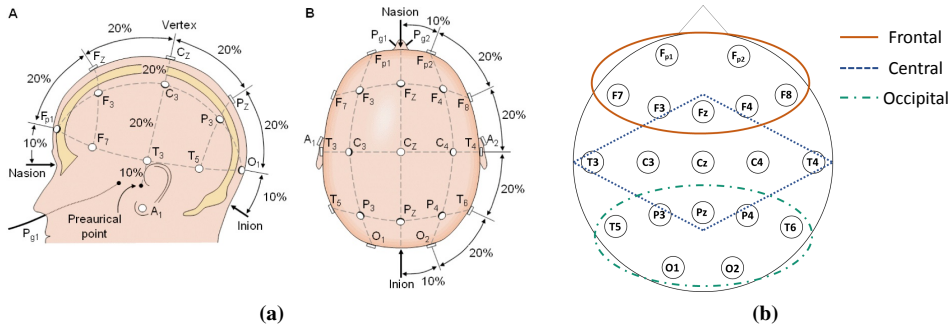 A
Vertex
20%
20%
FZ
CZ
20%
20%
20%
F3
C3
PZ
P3
20%
20%
Fp1
10%
F7
T3
T5
O1
Nasion
10%
10%
A1
Preaurical
point
Inion
Pg1
B
Nasion
10%
Pg1
Pg2
20%
Fp1
Fp2
F7
F3
FZ
F4
F8
20%
A1
T3
C3
CZ
C4
T4
A2
20%
T5
P3
PZ
P4
T6
O1
O2
20%
Inion
10%
(a)
Fp1
Fp2
F7
F3
Fz
F4
F8
T3
C3
Cz
C4
T4
T5
P3
Pz
P4
T6
O1
O2
Frontal
Central
Occipital
(b)